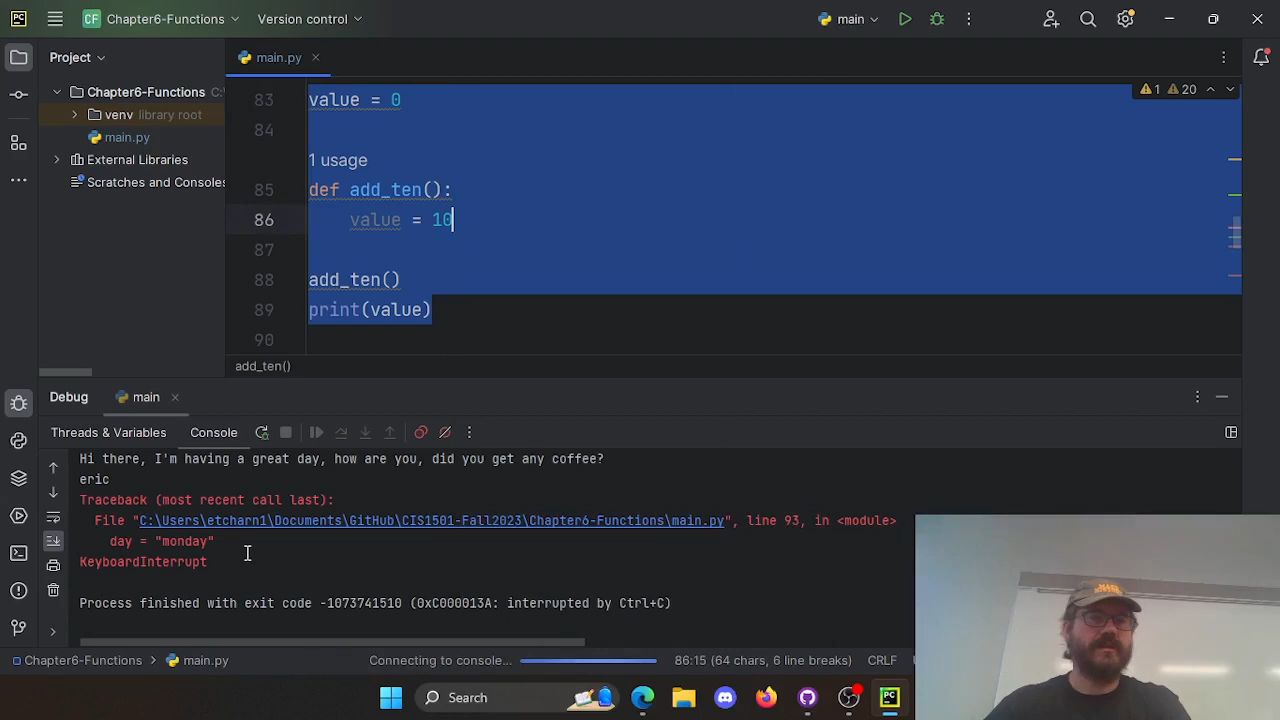 PC
CF Chapter6-Functions
Version control
main
Project
main.py
Chapter6-Functions C:\
venv library root
main.py
External Libraries
Scratches and Consoles
1 20
83 value = 0
84
1 usage
85 def add_ten():
86 value = 10
87
88 add_ten()
89 print(value)
90
add_ten()
Debug
main
Threads & Variables
Console
Hi there, I'm having a great day, how are you, did you get any coffee?
eric
Traceback (most recent call last):
File "C:\Users\etcharn1\Documents\GitHub\CIS1501-Fall2023\Chapter6-Functions\main.py", line 93, in <module>
day = "monday"
KeyboardInterrupt
Process finished with exit code -1073741510 (0xC000013A: interrupted by Ctrl+C)
Chapter6-Functions
main.py
Connecting to console...
86:15 (64 chars, 6 line breaks)
CRLF
Search
PC